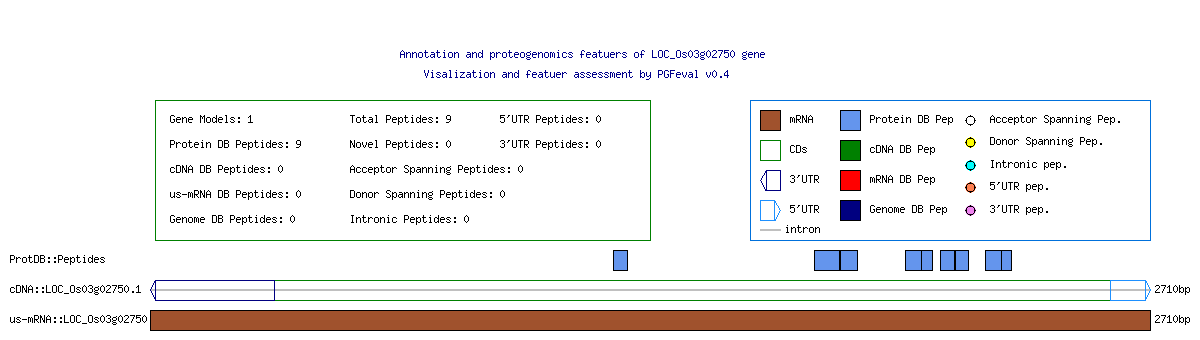 Annotation and proteogenomics featuers of LOC_Os03g02750 gene
Visalization and featuer assessment by PGFeval v0.4
Gene Models: 1 Total Peptides: 9 5'UTR Peptides: 0
Protein DB Peptides: 9 Novel Peptides: 0 3'UTR Peptides: 0
cDNA DB Peptides: 0 Acceptor Spanning Peptides: 0
us-mRNA DB Peptides: 0 Donor Spanning Peptides: 0
Genome DB Peptides: 0 Intronic Peptides: 0
mRNA Protein DB Pep Acceptor Spanning Pep.
CDs cDNA DB Pep Donor Spanning Pep.
3'UTR mRNA DB Pep Intronic pep.
5'UTR Genome DB Pep 5'UTR pep.
intron 3'UTR pep.
ProtDB::Peptides
cDNA::LOC_Os03g02750.1 2710bp
us-mRNA::LOC_Os03g02750 2710bp